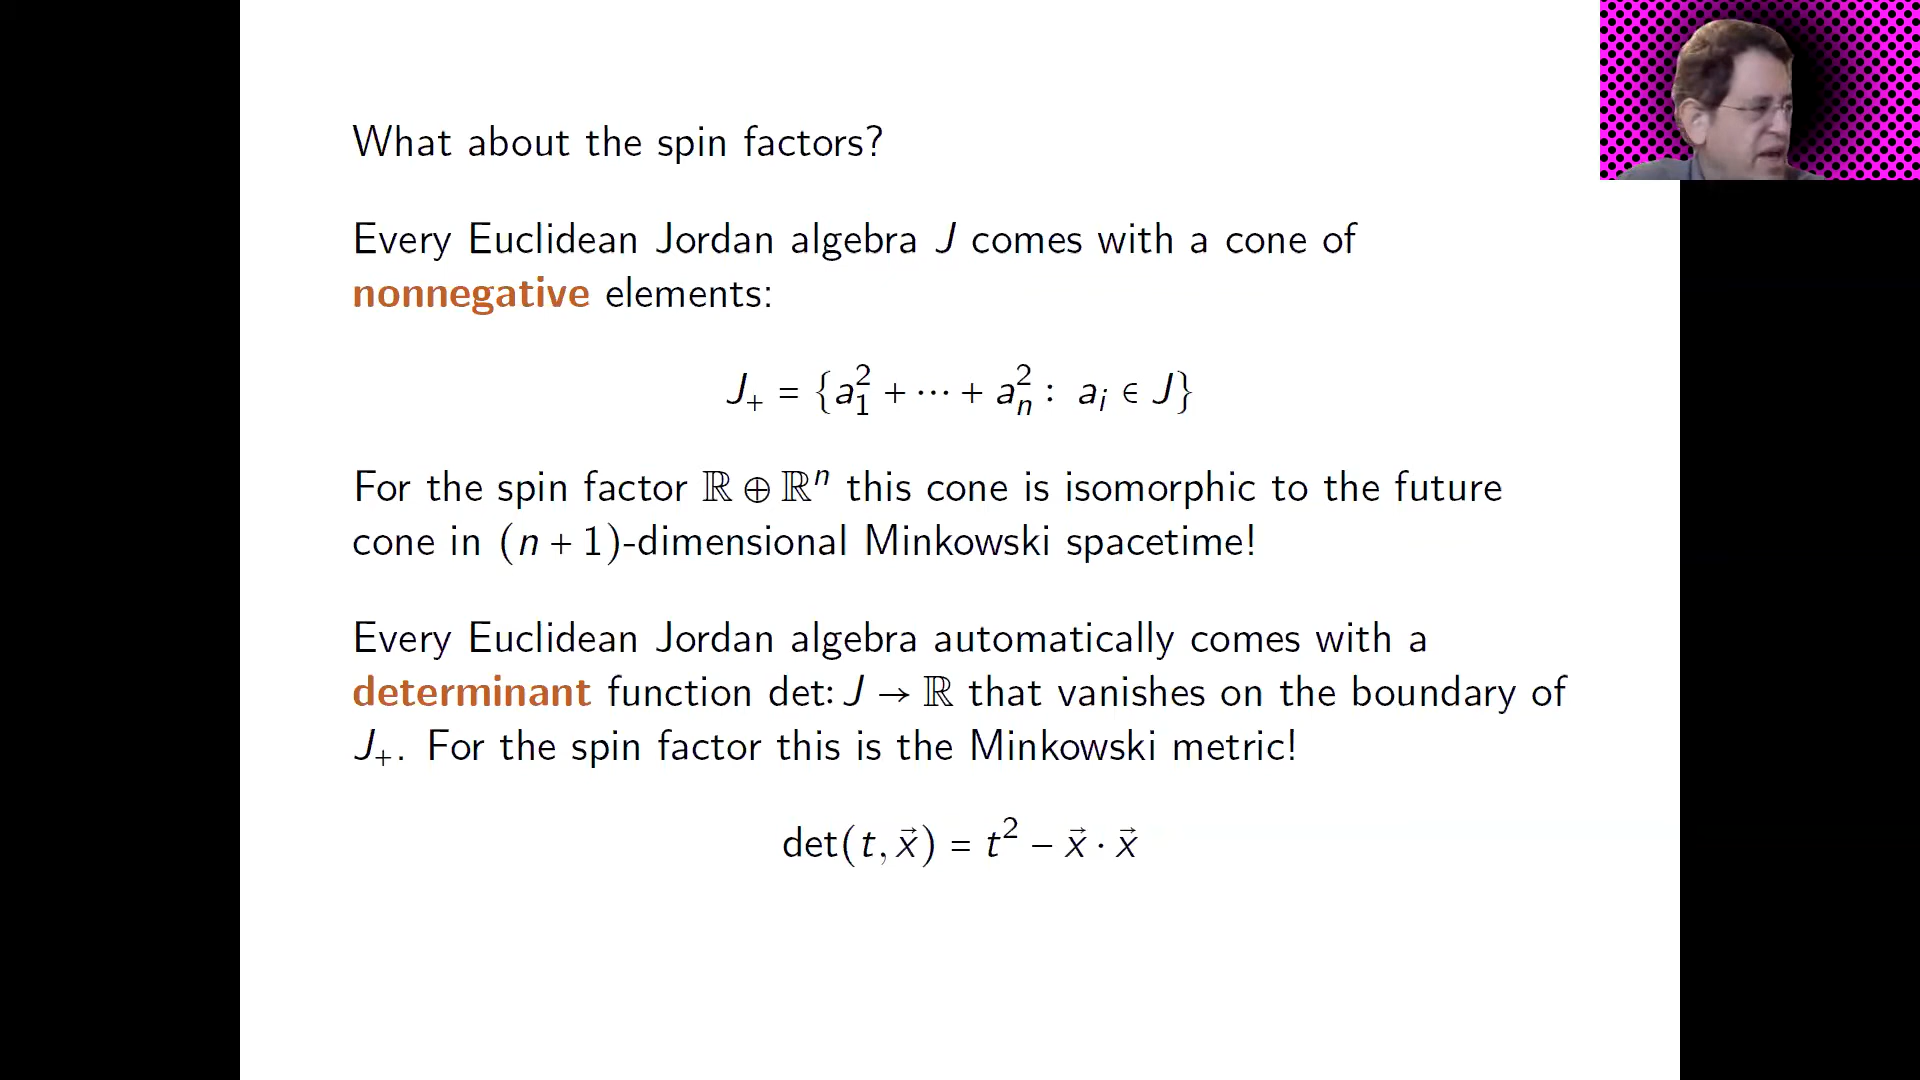 What about the spin factors?
Every Euclidean Jordan algebra J comes with a cone of
nonnegative elements:
J₊ = {a₁² + ⋯ + aₙ² : aᵢ ∈ J}
For the spin factor ℝ ⊕ ℝⁿ this cone is isomorphic to the future
cone in (n + 1)-dimensional Minkowski spacetime!
Every Euclidean Jordan algebra automatically comes with a
determinant function det: J → ℝ that vanishes on the boundary of
J₊. For the spin factor this is the Minkowski metric!
det(t, x⃗) = t² − x⃗ · x⃗